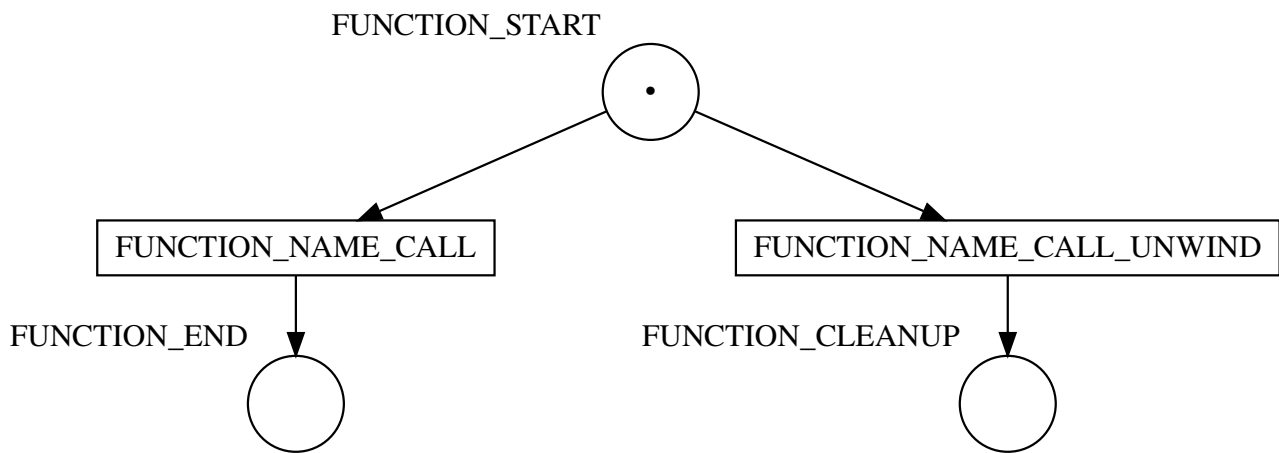 FUNCTION_START
FUNCTION_NAME_CALL
FUNCTION_NAME_CALL_UNWIND
FUNCTION_END
FUNCTION_CLEANUP